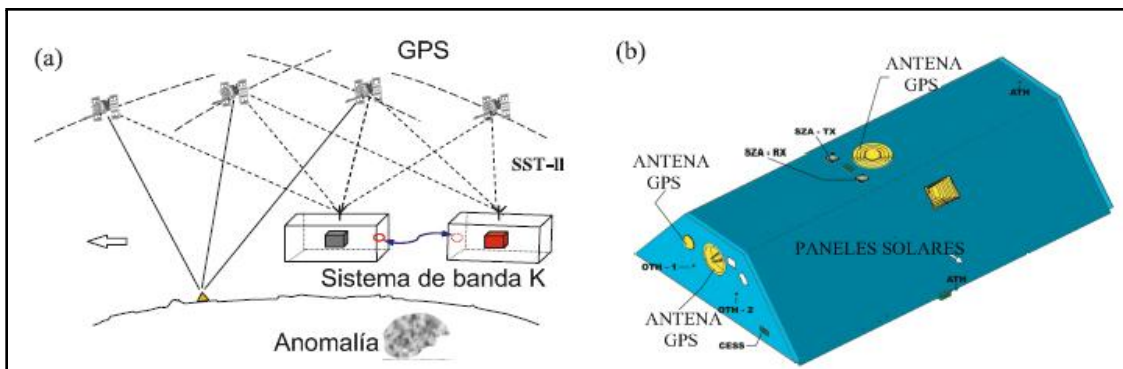 (a)
GPS
SST-ll
Sistema de banda K
Anomalía
(b)
ANTENA
GPS
ATH
SZA - TX
SZA - RX
ANTENA
GPS
PANELES SOLARES
OTH - 1
ATH
OTH - 2
ANTENA
GPS
CESS